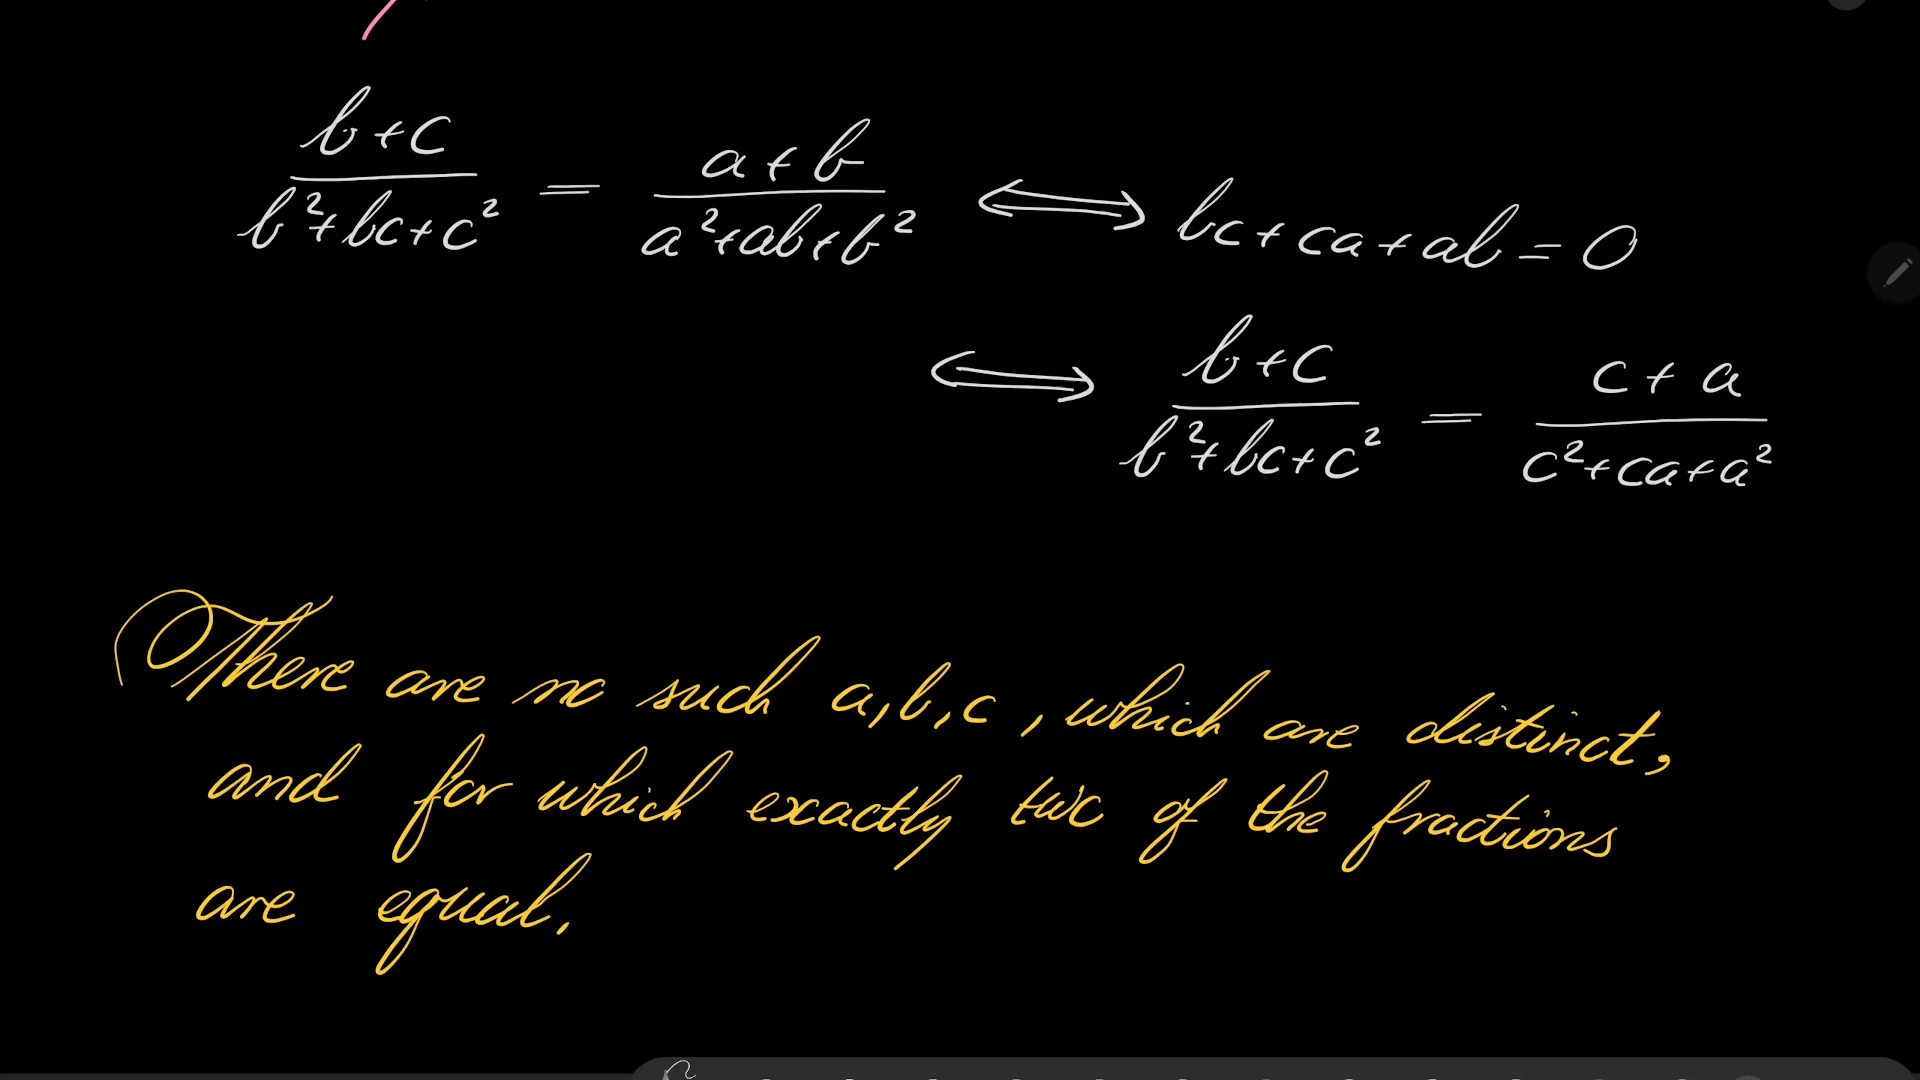 b+c / b²+bc+c² = a+b / a²+ab+b² ⟺ bc+ca+ab=0
⟺ b+c / b²+bc+c² = c+a / c²+ca+a²
There are no such a,b,c, which are distinct,
and for which exactly two of the fractions
are equal.